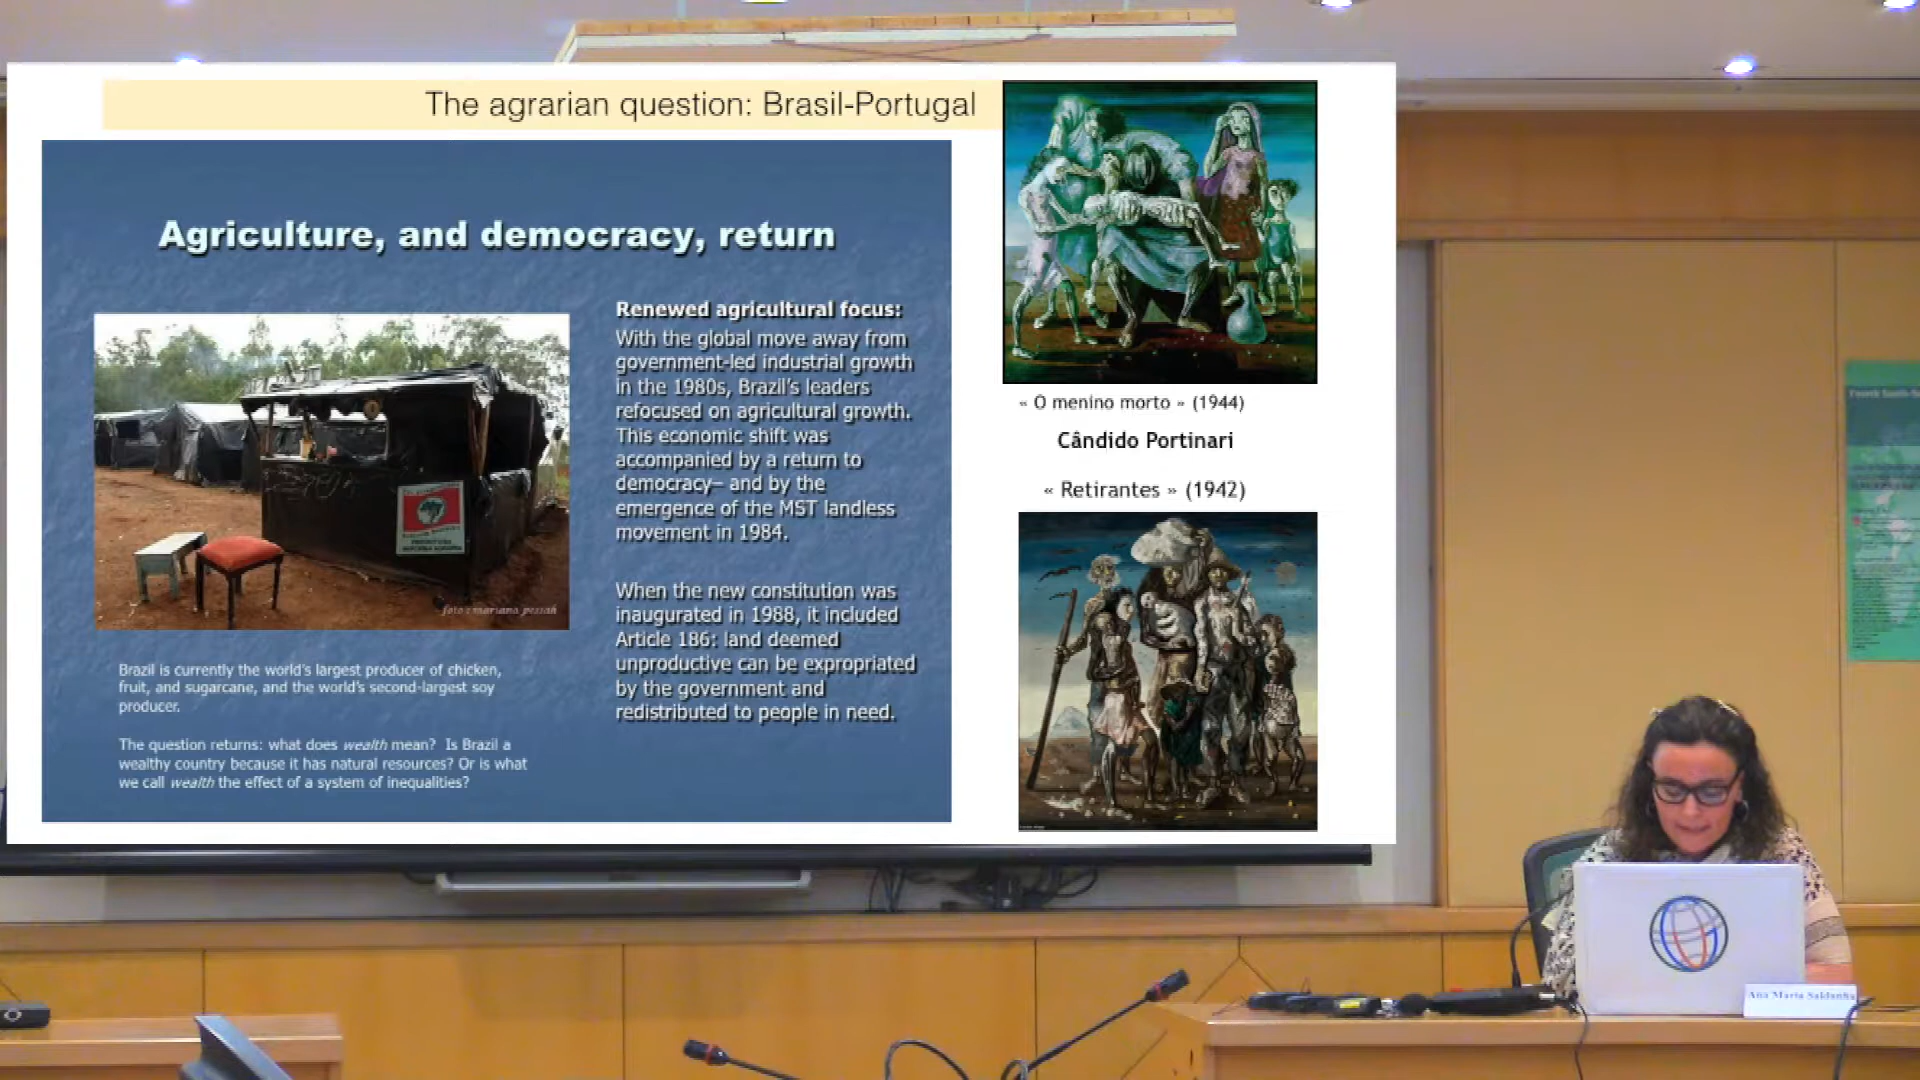 The agrarian question: Brasil-Portugal
Agriculture, and democracy, return
Renewed agricultural focus:
With the global move away from
government-led industrial growth
in the 1980s, Brazil's leaders
refocused on agricultural growth.
This economic shift was
accompanied by a return to
democracy– and by the
emergence of the MST landless
movement in 1984.
When the new constitution was
inaugurated in 1988, it included
Article 186: land deemed
unproductive can be expropriated
by the government and
redistributed to people in need.
foto : mariana pessah
Brazil is currently the world's largest producer of chicken,
fruit, and sugarcane, and the world's second-largest soy
producer.
The question returns: what does wealth mean? Is Brazil a
wealthy country because it has natural resources? Or is what
we call wealth the effect of a system of inequalities?
« O menino morto » (1944)
Cândido Portinari
« Retirantes » (1942)
Ana Maria Saldanha